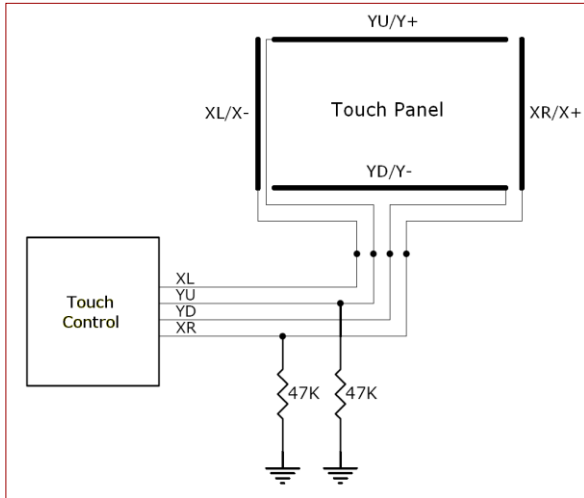 YU/Y+
XL/X-
Touch Panel
XR/X+
YD/Y-
Touch
Control
XL
YU
YD
XR
47K
47K